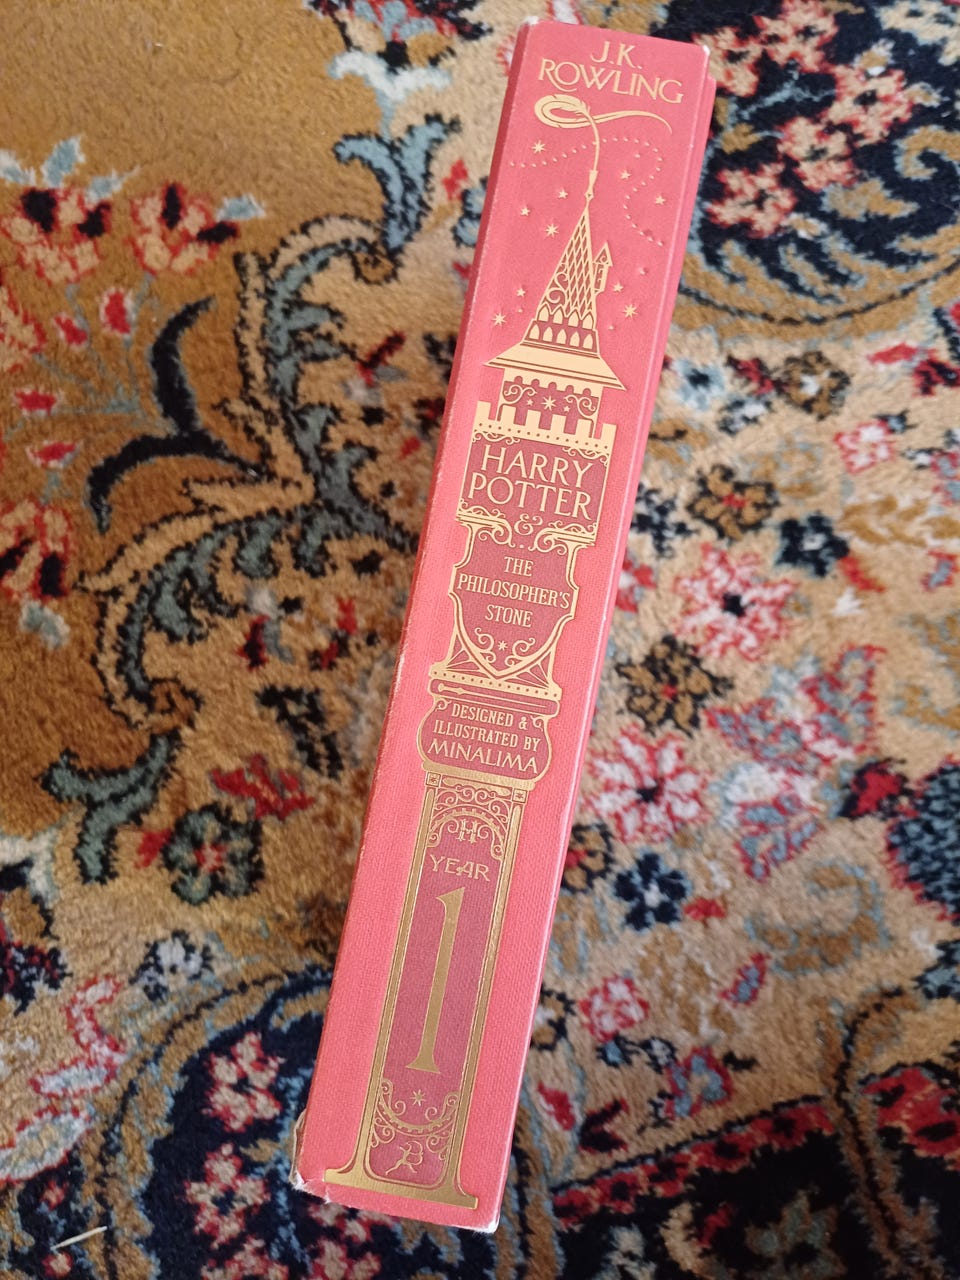 J.K.
ROWLING
HARRY
POTTER
&
THE
PHILOSOPHER'S
STONE
DESIGNED &
ILLUSTRATED BY
MINALIMA
H
YEAR
1